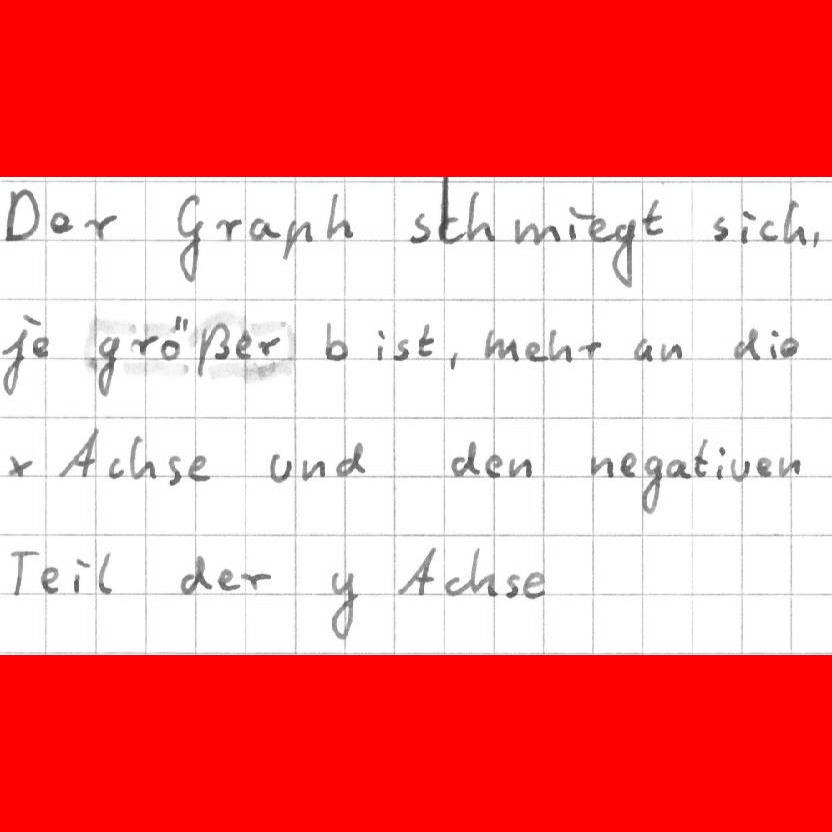 Der Graph schmiegt sich,
je größer b ist, mehr an die
x Achse und den negativen
Teil der y Achse